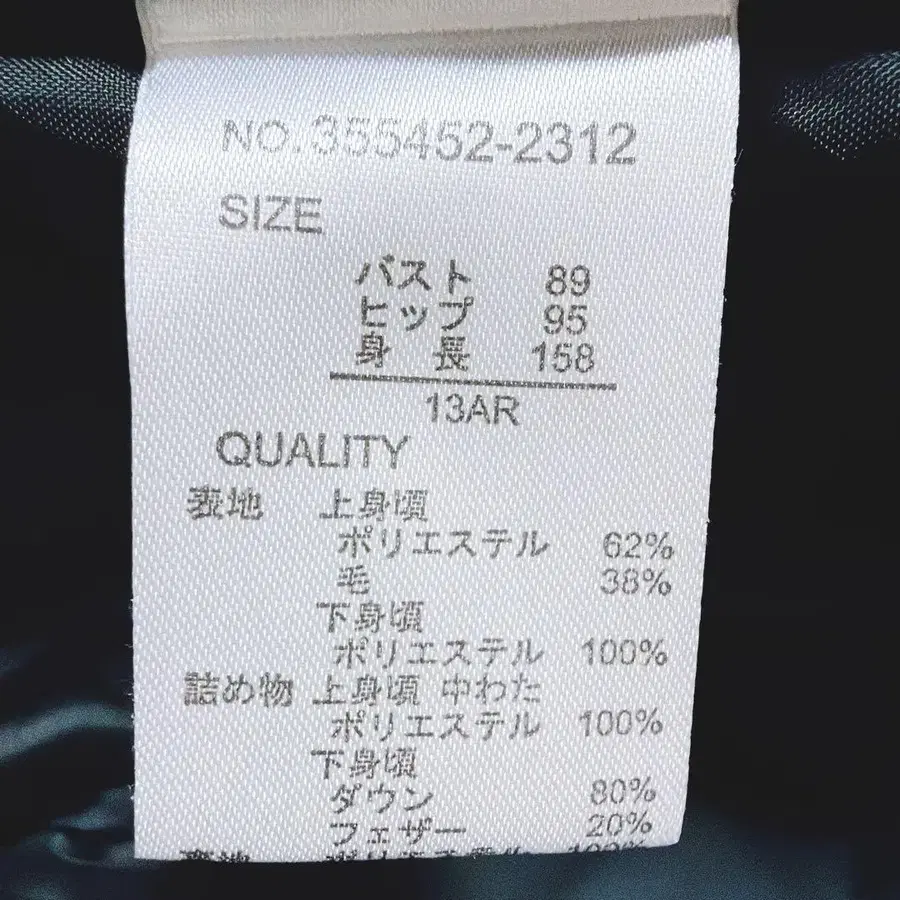 NO.355452-2312
SIZE
バスト 89
ヒップ 95
身 長 158
13AR
QUALITY
表地 上身頃
ポリエステル 62%
毛 38%
下身頃
ポリエステル 100%
詰め物 上身頃 中わた
ポリエステル 100%
下身頃
ダウン 80%
フェザー 20%